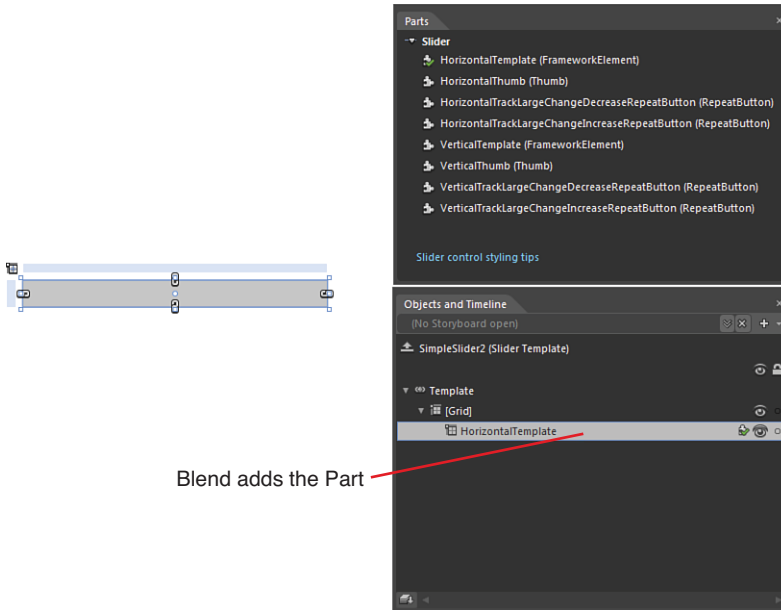 Parts
Slider
HorizontalTemplate (FrameworkElement)
HorizontalThumb (Thumb)
HorizontalTrackLargeChangeDecreaseRepeatButton (RepeatButton)
HorizontalTrackLargeChangeIncreaseRepeatButton (RepeatButton)
VerticalTemplate (FrameworkElement)
VerticalThumb (Thumb)
VerticalTrackLargeChangeDecreaseRepeatButton (RepeatButton)
VerticalTrackLargeChangeIncreaseRepeatButton (RepeatButton)
Slider control styling tips
Objects and Timeline
(No Storyboard open)
SimpleSlider2 (Slider Template)
Template
[Grid]
HorizontalTemplate
Blend adds the Part